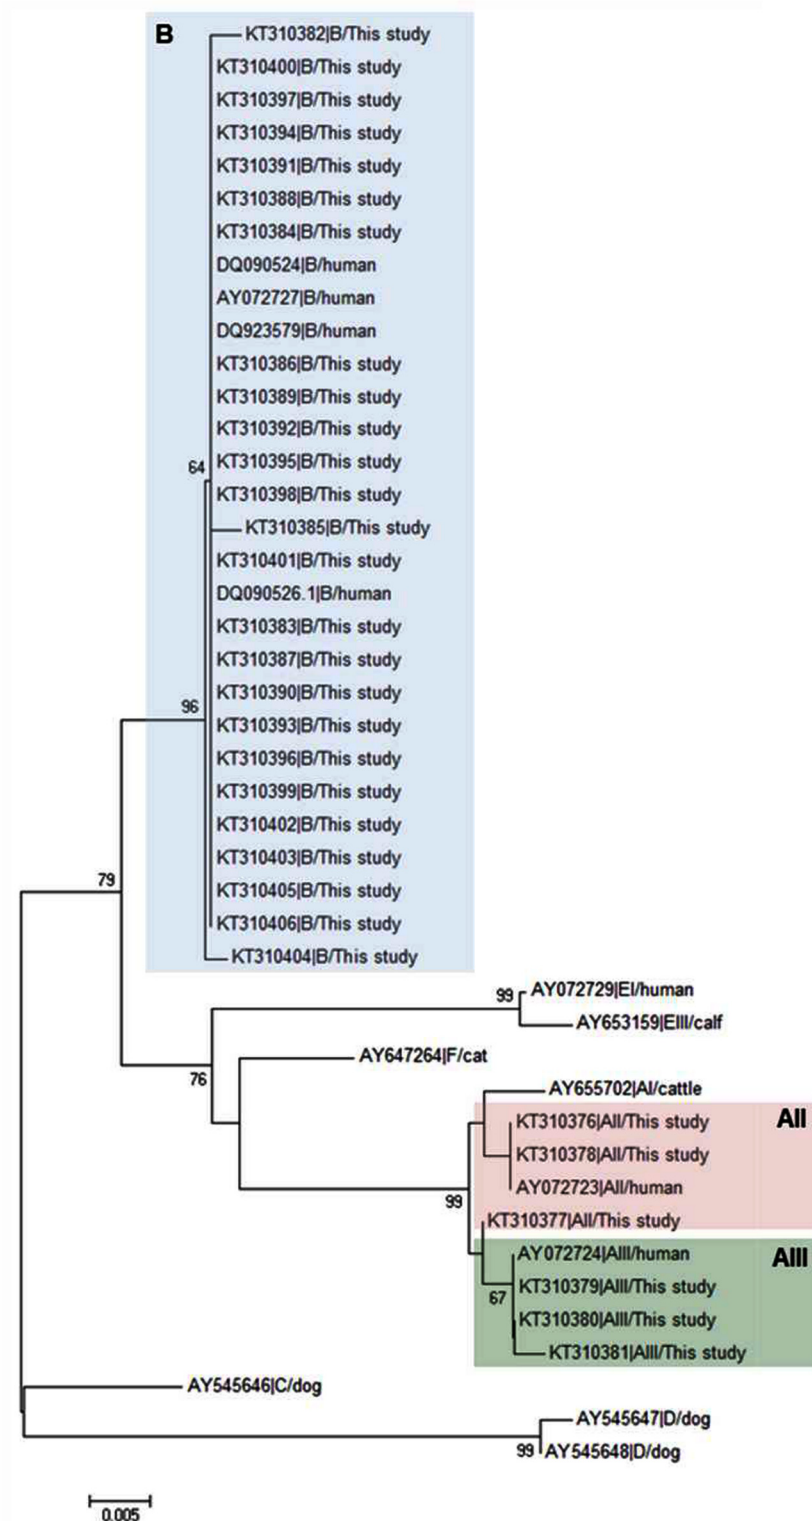 B
KT310382|B/This study
KT310400|B/This study
KT310397|B/This study
KT310394|B/This study
KT310391|B/This study
KT310388|B/This study
KT310384|B/This study
DQ090524|B/human
AY072727|B/human
DQ923579|B/human
KT310386|B/This study
KT310389|B/This study
KT310392|B/This study
KT310395|B/This study
64
KT310398|B/This study
KT310385|B/This study
KT310401|B/This study
DQ090526.1|B/human
KT310383|B/This study
KT310387|B/This study
KT310390|B/This study
96
KT310393|B/This study
KT310396|B/This study
KT310399|B/This study
KT310402|B/This study
KT310403|B/This study
79
KT310405|B/This study
KT310406|B/This study
KT310404|B/This study
99
AY072729|EI/human
AY653159|EIII/calf
AY647264|F/cat
76
AY655702|AI/cattle
KT310376|AII/This study
AII
KT310378|AII/This study
AY072723|AII/human
99
KT310377|AII/This study
AY072724|AIII/human
AIII
KT310379|AIII/This study
67
KT310380|AIII/This study
KT310381|AIII/This study
AY545646|C/dog
AY545647|D/dog
99
AY545648|D/dog
0.005